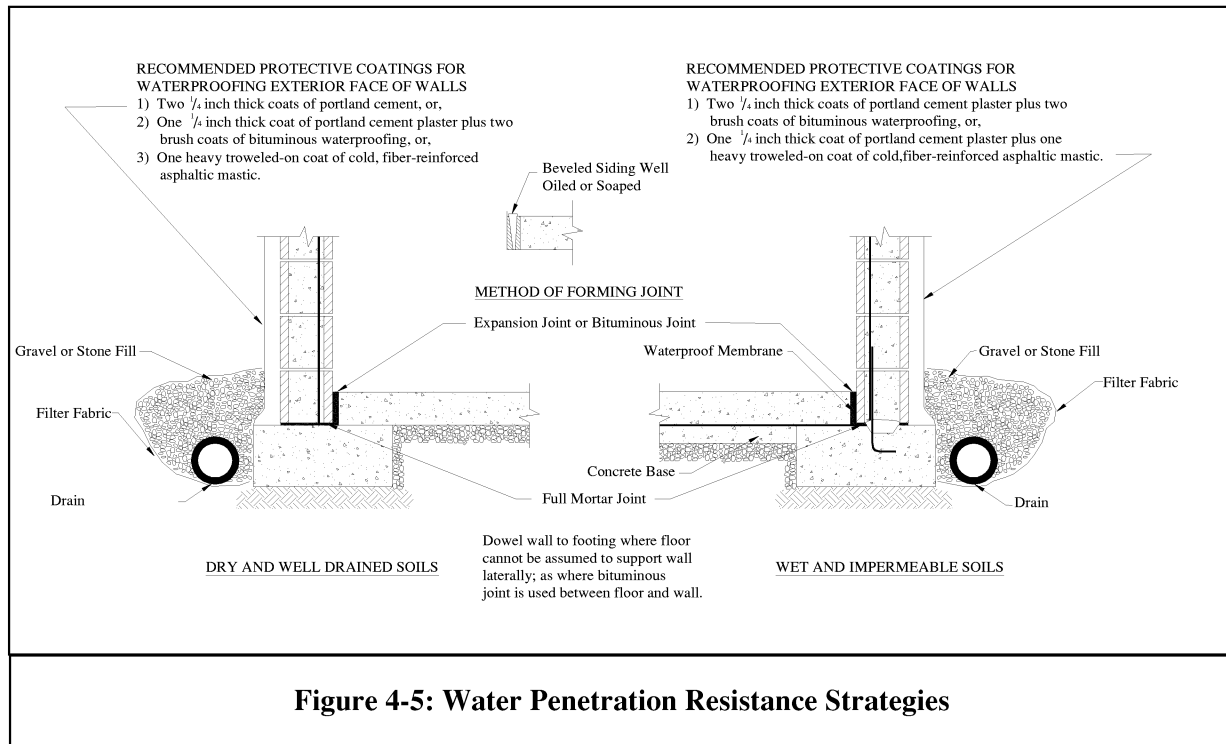 RECOMMENDED PROTECTIVE COATINGS FOR
WATERPROOFING EXTERIOR FACE OF WALLS
1) Two 1/4 inch thick coats of portland cement, or,
2) One 1/4 inch thick coat of portland cement plaster plus two
brush coats of bituminous waterproofing, or,
3) One heavy troweled-on coat of cold, fiber-reinforced
asphaltic mastic.
RECOMMENDED PROTECTIVE COATINGS FOR
WATERPROOFING EXTERIOR FACE OF WALLS
1) Two 1/4 inch thick coats of portland cement plaster plus two
brush coats of bituminous waterproofing, or,
2) One 1/4 inch thick coat of portland cement plaster plus one
heavy troweled-on coat of cold,fiber-reinforced asphaltic mastic.
Beveled Siding Well
Oiled or Soaped
METHOD OF FORMING JOINT
Expansion Joint or Bituminous Joint
Gravel or Stone Fill
Waterproof Membrane
Gravel or Stone Fill
Filter Fabric
Filter Fabric
Concrete Base
Drain
Full Mortar Joint
Drain
Dowel wall to footing where floor
cannot be assumed to support wall
laterally; as where bituminous
joint is used between floor and wall.
DRY AND WELL DRAINED SOILS
WET AND IMPERMEABLE SOILS
Figure 4-5: Water Penetration Resistance Strategies